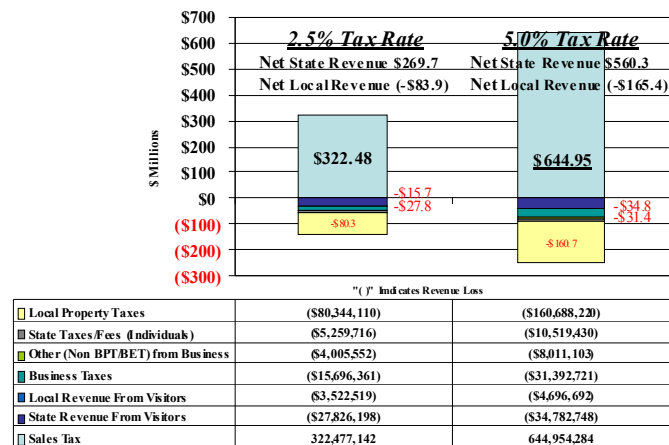 $700
$600
$500
$400
$300
$200
$100
$0
($100)
($200)
($300)
$ Millions
2.5% Tax Rate
Net State Revenue $269.7
Net Local Revenue (-$83.9)
5.0% Tax Rate
Net State Revenue $560.3
Net Local Revenue (-$165.4)
$322.48
-$15.7
-$27.8
-$80.3
$644.95
-$34.8
-$31.4
-$160.7
"( )" Indicates Revenue Loss
Local Property Taxes ($80,344,110) ($160,688,220)
State Taxes/Fees (Individuals) ($5,259,716) ($10,519,430)
Other (Non BPT/BET) from Business ($4,005,552) ($8,011,103)
Business Taxes ($15,696,361) ($31,392,721)
Local Revenue From Visitors ($3,522,519) ($4,696,692)
State Revenue From Visitors ($27,826,198) ($34,782,748)
Sales Tax 322,477,142 644,954,284